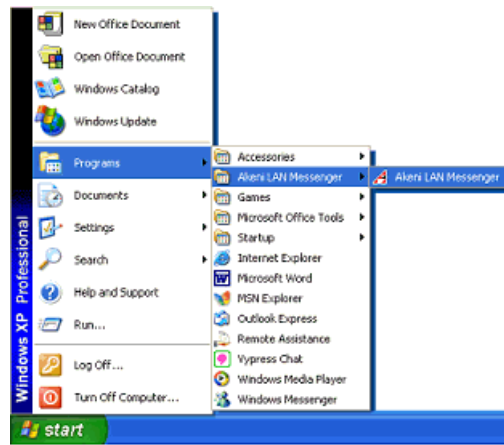 New Office Document
Open Office Document
Windows Catalog
Windows Update
Programs
Documents
Settings
Search
Help and Support
Run...
Log Off...
Turn Off Computer...
Windows XP Professional
Accessories
Akeni LAN Messenger
Games
Microsoft Office Tools
Startup
Internet Explorer
Microsoft Word
MSN Explorer
Outlook Express
Remote Assistance
Vypress Chat
Windows Media Player
Windows Messenger
Akeni LAN Messenger
start